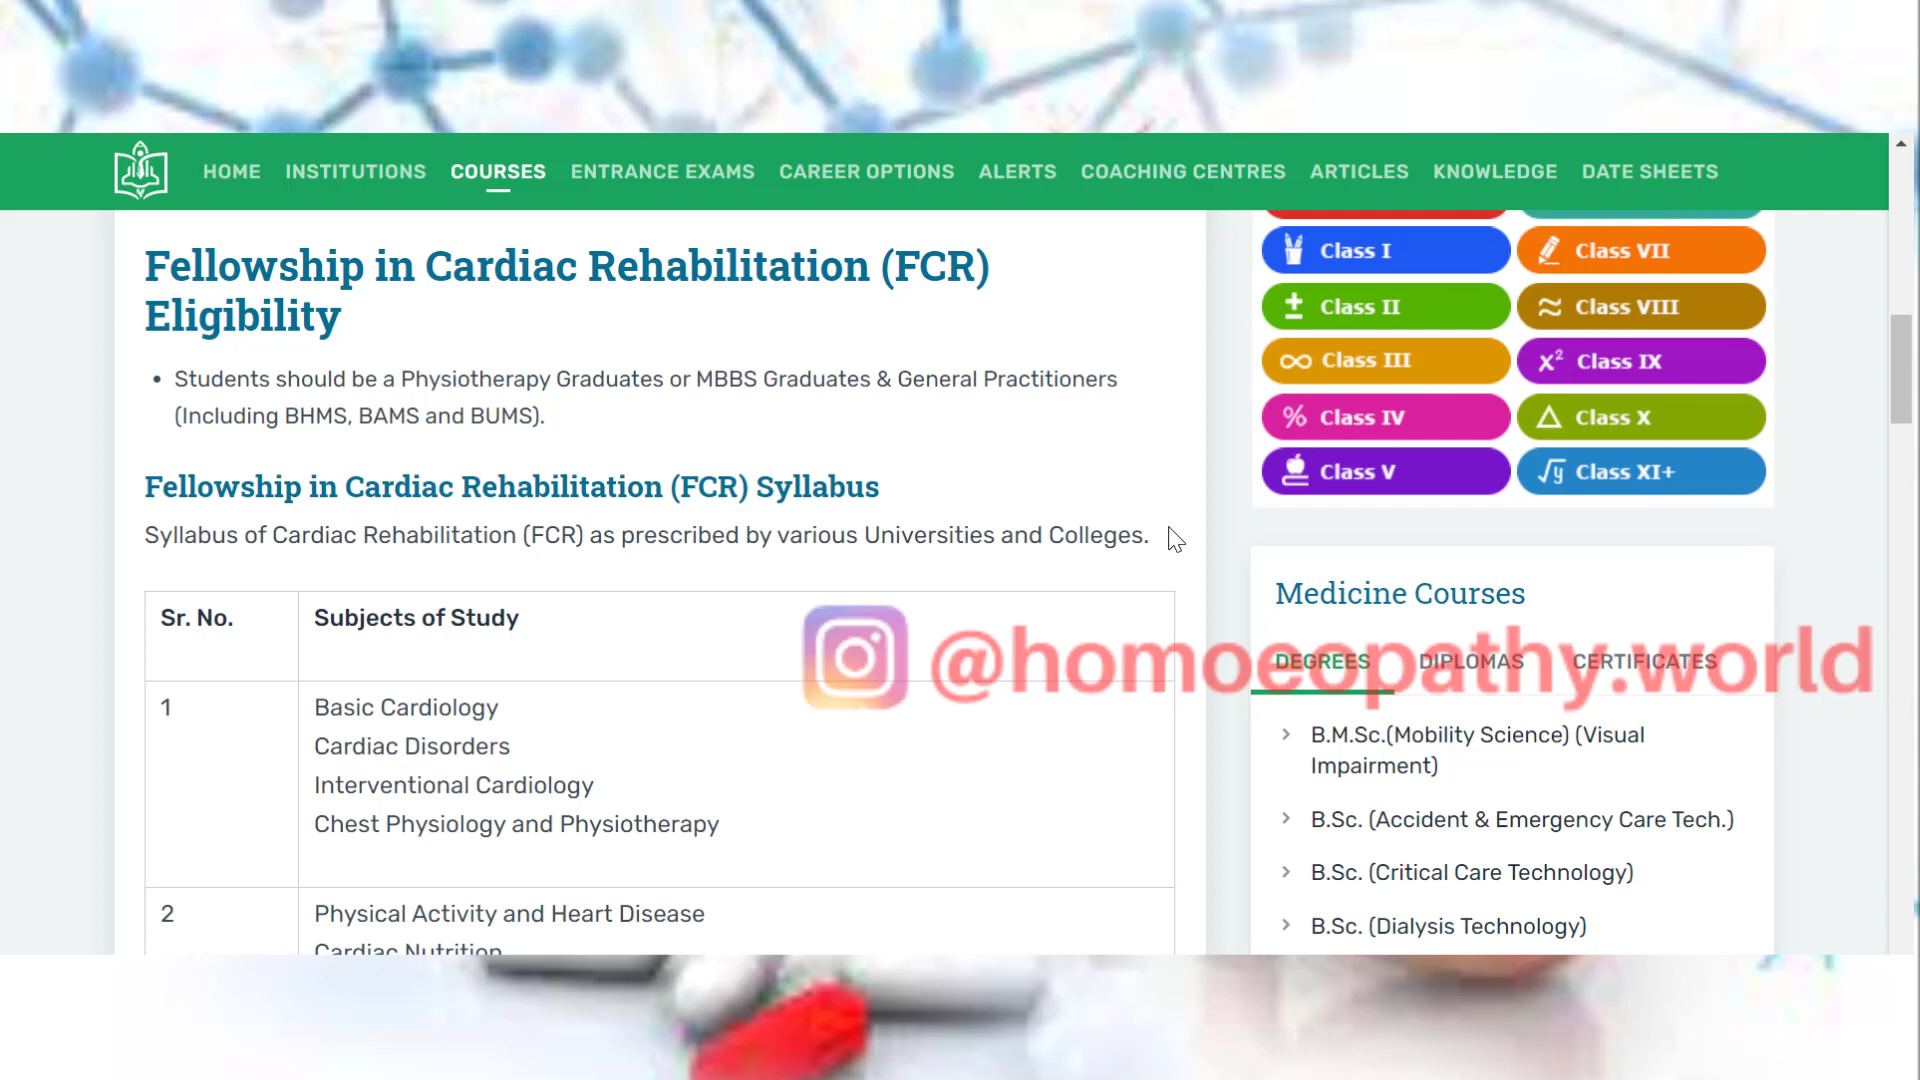 HOME INSTITUTIONS COURSES ENTRANCE EXAMS CAREER OPTIONS ALERTS COACHING CENTRES ARTICLES KNOWLEDGE DATE SHEETS
Fellowship in Cardiac Rehabilitation (FCR)
Eligibility
• Students should be a Physiotherapy Graduates or MBBS Graduates & General Practitioners
(Including BHMS, BAMS and BUMS).
Fellowship in Cardiac Rehabilitation (FCR) Syllabus
Syllabus of Cardiac Rehabilitation (FCR) as prescribed by various Universities and Colleges.
Sr. No. Subjects of Study
1 Basic Cardiology
Cardiac Disorders
Interventional Cardiology
Chest Physiology and Physiotherapy
2 Physical Activity and Heart Disease
Cardiac Nutrition
Class I Class VII
± Class II ≈ Class VIII
∞ Class III x² Class IX
% Class IV △ Class X
Class V √y Class XI+
Medicine Courses
DEGREES DIPLOMAS CERTIFICATES
@homoeopathy.world
B.M.Sc.(Mobility Science) (Visual
Impairment)
B.Sc. (Accident & Emergency Care Tech.)
B.Sc. (Critical Care Technology)
B.Sc. (Dialysis Technology)